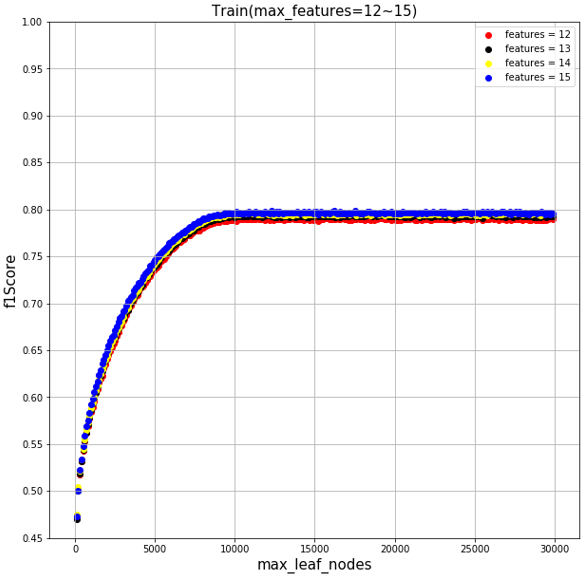 Train(max_features=12~15)
features = 12
features = 13
features = 14
features = 15
f1Score
1.00
0.95
0.90
0.85
0.80
0.75
0.70
0.65
0.60
0.55
0.50
0.45
0 5000 10000 15000 20000 25000 30000
max_leaf_nodes